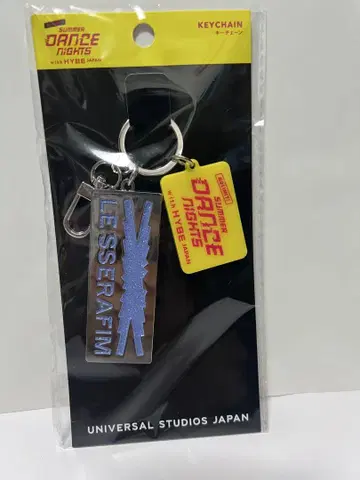 SUMMER
DANCE
NIGHTS
with HYBE JAPAN
KEYCHAIN
キーチェーン
LE SSERAFIM
SUMMER
DANCE
NIGHTS
with HYBE JAPAN
UNIVERSAL STUDIOS JAPAN